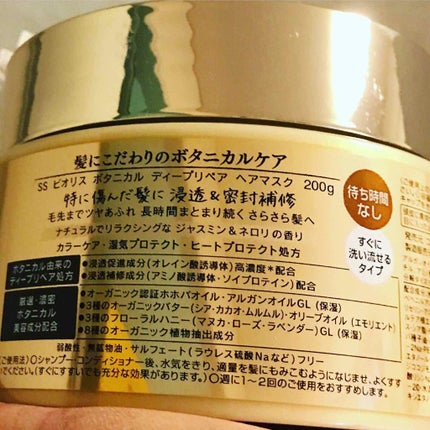 髪にこだわりのボタニカルケア
SS ビオリス ボタニカル ディープリペア ヘアマスク 200g
特に傷んだ髪に 浸透&密封補修
毛先までツヤあふれ 長時間まとまり続くさらさら髪へ
ナチュラルでリラックシングな ジャスミン&ネロリの香り
カラーケア・湿気プロテクト・ヒートプロテクト処方
待ち時間
なし
すぐに
洗い流せる
タイプ
ボタニカル由来の
ディープリペア処方
●浸透促進成分(オレイン酸誘導体)高濃度*配合
●浸透補修成分(アミノ酸誘導体・ソイプロテイン)配合
厳選・濃密
ボタニカル
美容成分配合
●オーガニック認証ホホバオイル・アルガンオイルGL(保湿)
●3種のオーガニックバター(シア・カカオ・ムルムル)・オリーブオイル(エモリエント)
●3種のフローラルハニー(マヌカ・ローズ・ラベンダー)GL(保湿)
●8種のオーガニック植物抽出成分
弱酸性・無鉱物油・サルフェート(ラウレス硫酸Naなど)フリー
(ご使用法)○シャンプー・コンディショナー後、水気をきり、適量を髪にもみこむようになじませ、よくすす
でください。(すぐにすすいでも充分な効果があります。)○週に1〜2回のご使用をおすすめします。